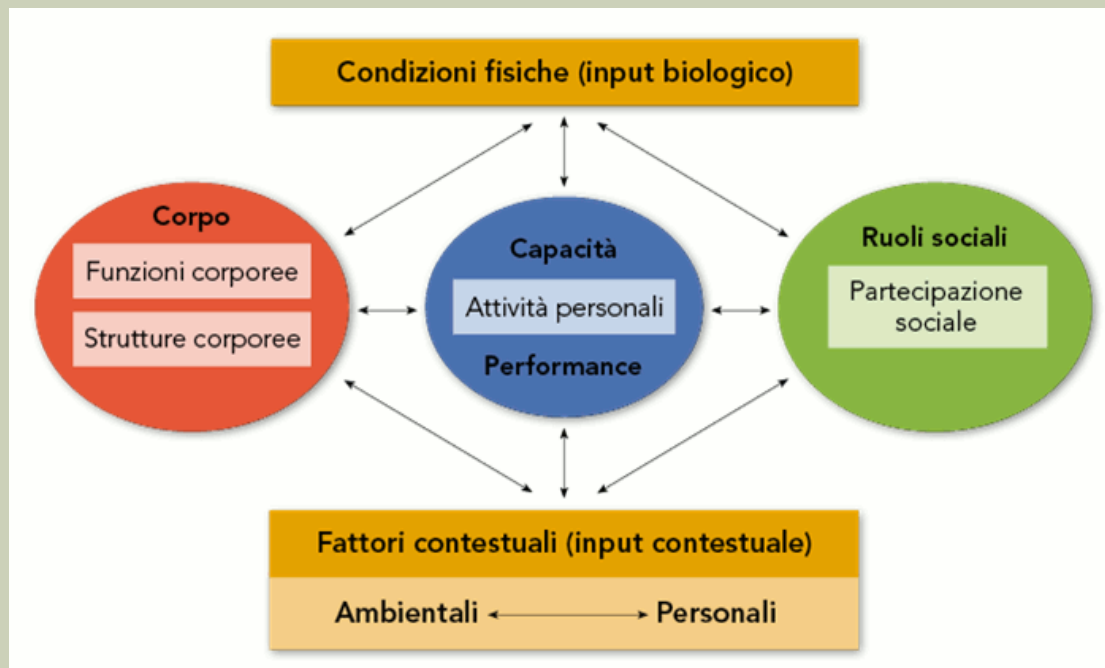 Condizioni fisiche (input biologico)
Corpo
Funzioni corporee
Strutture corporee
Capacità
Attività personali
Performance
Ruoli sociali
Partecipazione
sociale
Fattori contestuali (input contestuale)
Ambientali
Personali